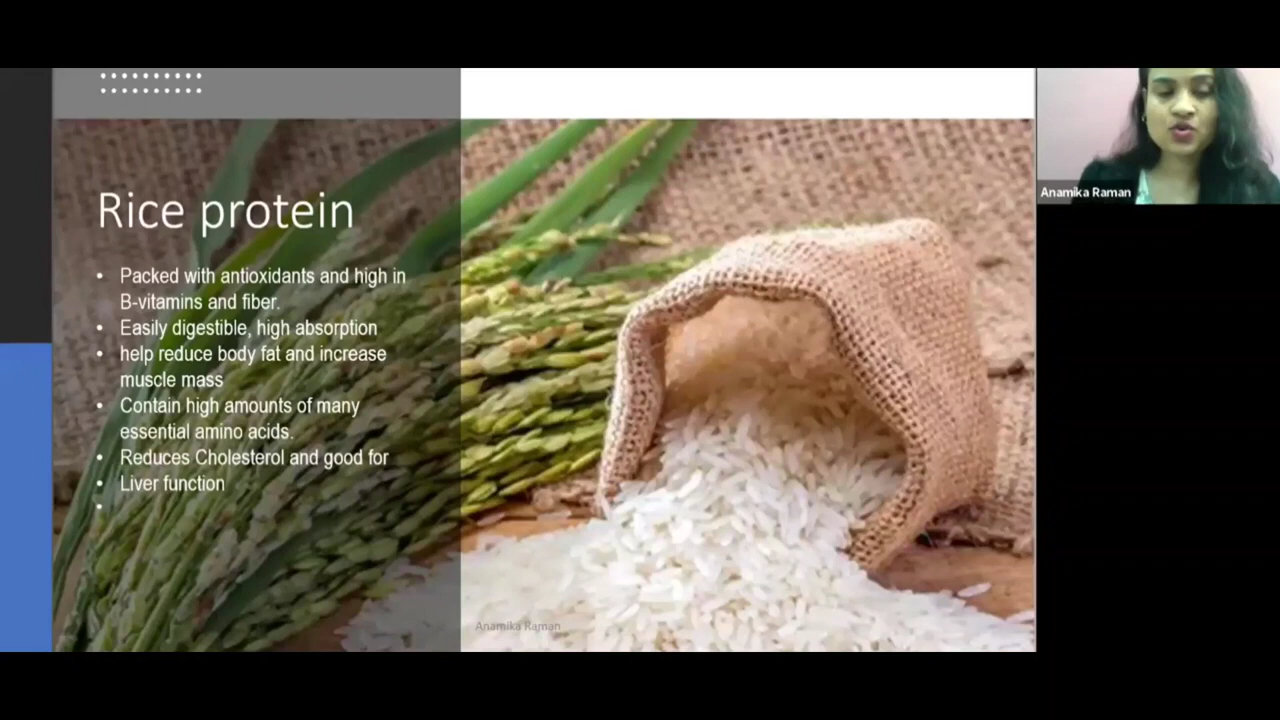 Rice protein
• Packed with antioxidants and high in
B-vitamins and fiber.
• Easily digestible, high absorption
• help reduce body fat and increase
muscle mass
• Contain high amounts of many
essential amino acids.
• Reduces Cholesterol and good for
• Liver function
•
Anamika Raman
Anamika Raman